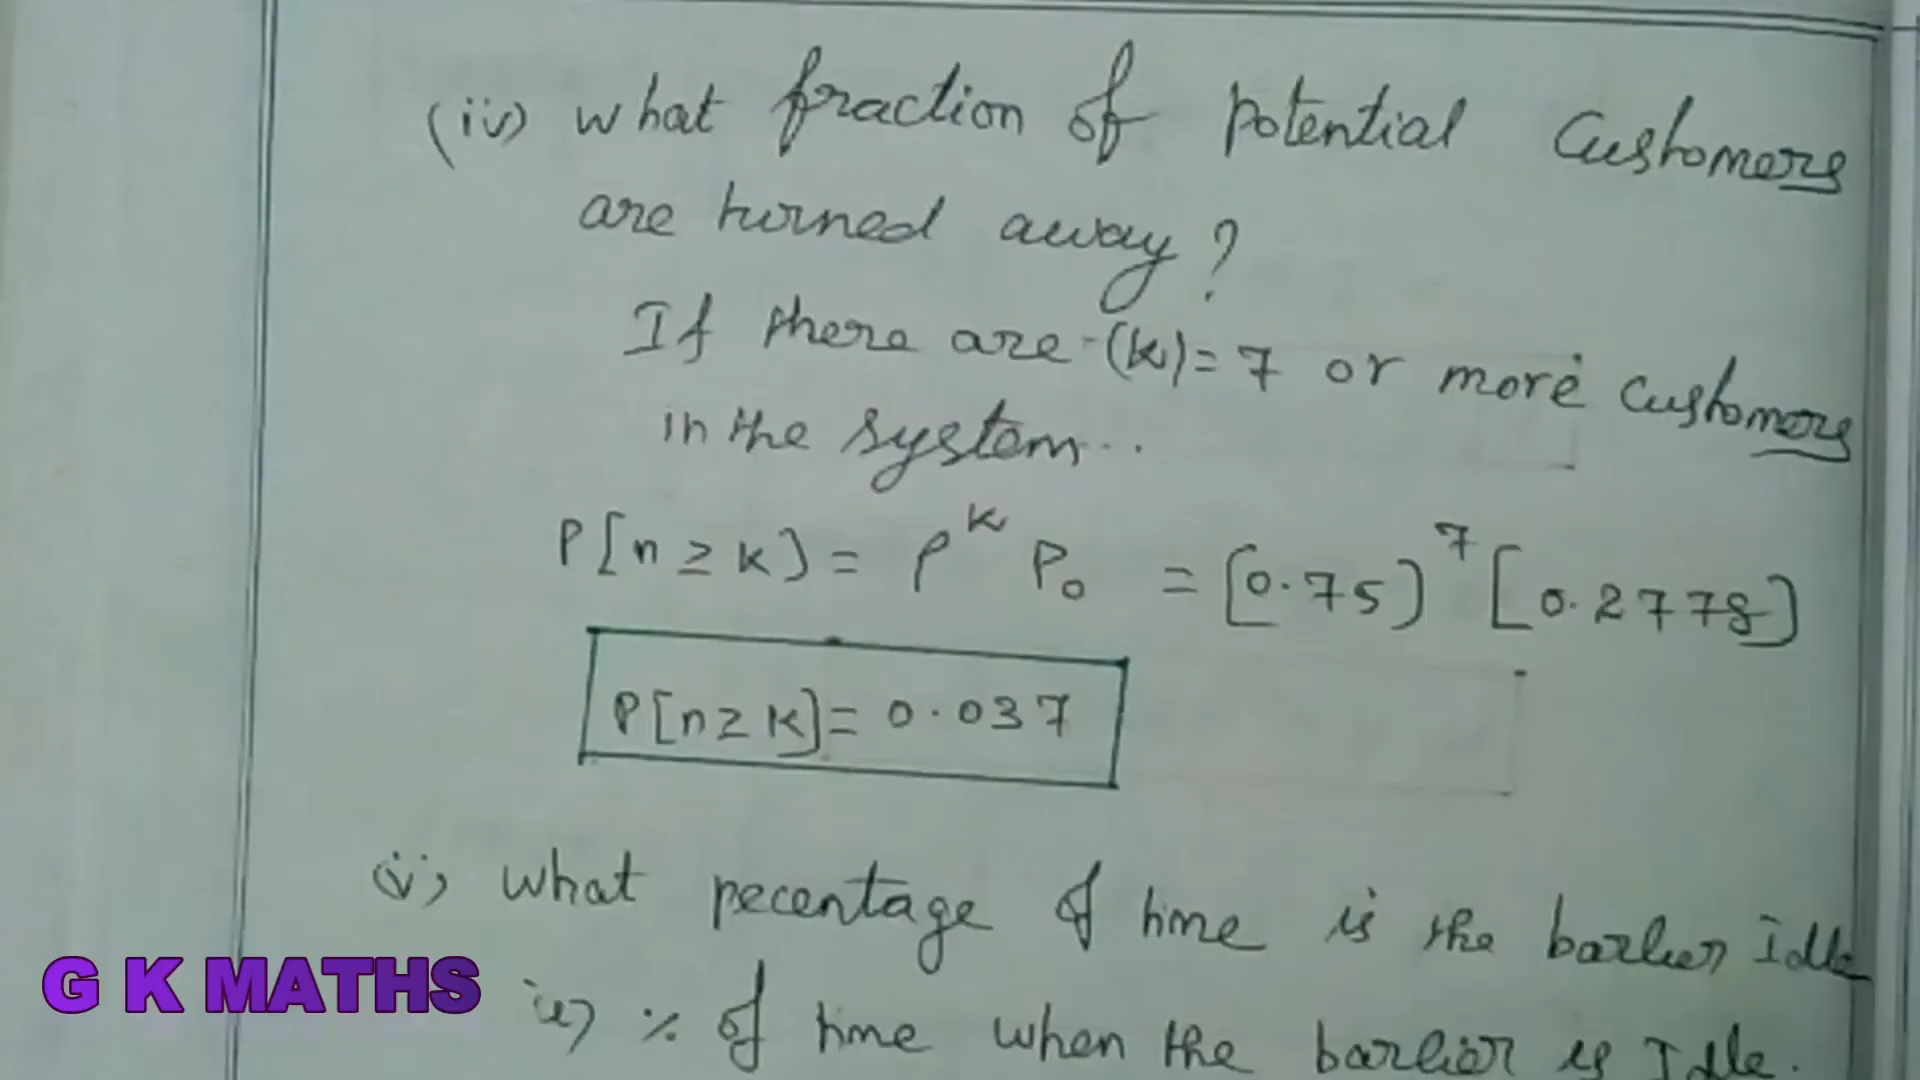 (iv) what fraction of potential customers
are turned away?
If there are (k)=7 or more customers
in the system..
P[n ≥ k] = ρ^k P₀ = [0.75]^7 [0.2778]
P[n ≥ k] = 0.037
(v) what pecentage of time is the barber Idle
ie) % of time when the barber is Idle.
G K MATHS